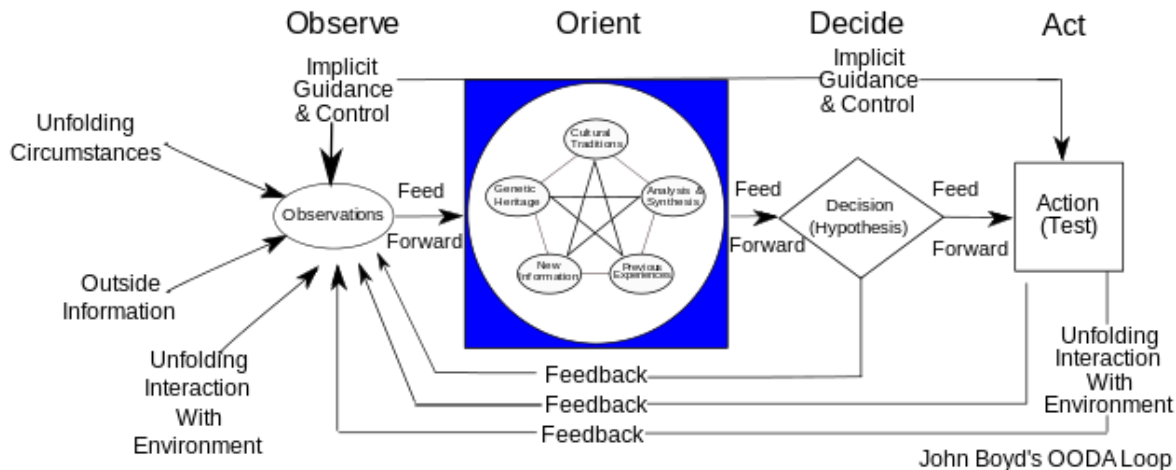 Observe
Orient
Decide
Act
Implicit
Guidance
& Control
Implicit
Guidance
& Control
Unfolding
Circumstances
Observations
Feed
Forward
Cultural
Traditions
Genetic
Heritage
Analysis &
Synthesis
New
Information
Previous
Experiences
Feed
Forward
Decision
(Hypothesis)
Feed
Forward
Action
(Test)
Outside
Information
Unfolding
Interaction
With
Environment
Unfolding
Interaction
With
Environment
Feedback
Feedback
Feedback
John Boyd's OODA Loop